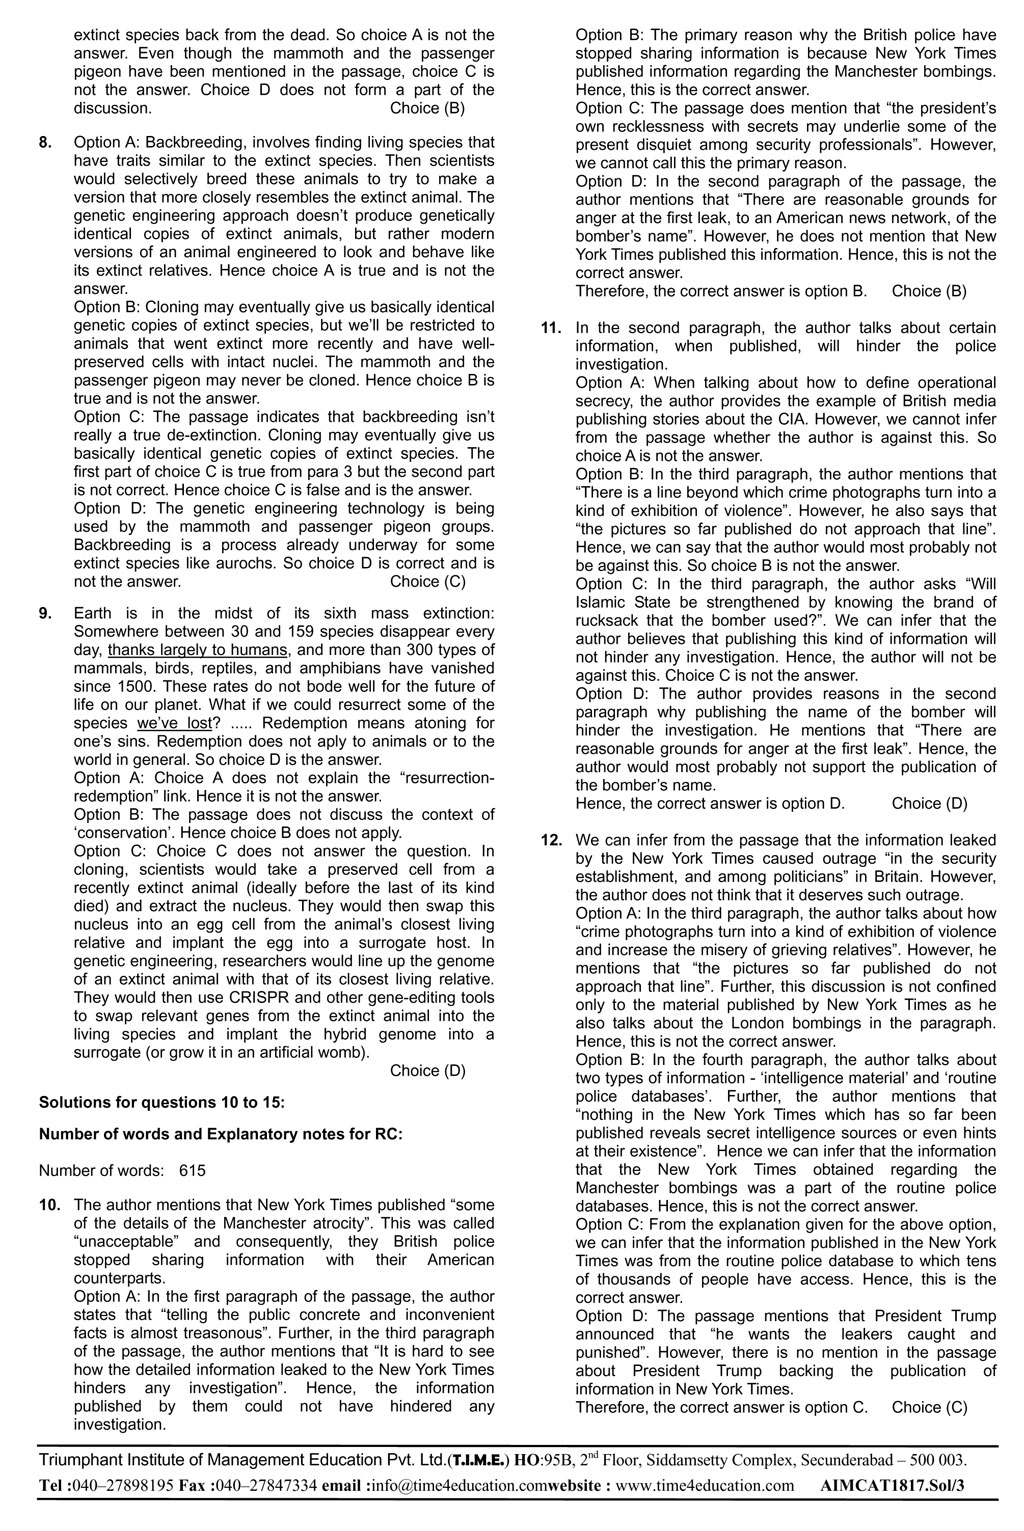 extinct species back from the dead. So choice A is not the
answer. Even though the mammoth and the passenger
pigeon have been mentioned in the passage, choice C is
not the answer. Choice D does not form a part of the
discussion. Choice (B)
8. Option A: Backbreeding, involves finding living species that
have traits similar to the extinct species. Then scientists
would selectively breed these animals to try to make a
version that more closely resembles the extinct animal. The
genetic engineering approach doesn't produce genetically
identical copies of extinct animals, but rather modern
versions of an animal engineered to look and behave like
its extinct relatives. Hence choice A is true and is not the
answer.
Option B: Cloning may eventually give us basically identical
genetic copies of extinct species, but we'll be restricted to
animals that went extinct more recently and have well-
preserved cells with intact nuclei. The mammoth and the
passenger pigeon may never be cloned. Hence choice B is
true and is not the answer.
Option C: The passage indicates that backbreeding isn't
really a true de-extinction. Cloning may eventually give us
basically identical genetic copies of extinct species. The
first part of choice C is true from para 3 but the second part
is not correct. Hence choice C is false and is the answer.
Option D: The genetic engineering technology is being
used by the mammoth and passenger pigeon groups.
Backbreeding is a process already underway for some
extinct species like aurochs. So choice D is correct and is
not the answer. Choice (C)
9. Earth is in the midst of its sixth mass extinction:
Somewhere between 30 and 159 species disappear every
day, thanks largely to humans, and more than 300 types of
mammals, birds, reptiles, and amphibians have vanished
since 1500. These rates do not bode well for the future of
life on our planet. What if we could resurrect some of the
species we've lost? ..... Redemption means atoning for
one's sins. Redemption does not aply to animals or to the
world in general. So choice D is the answer.
Option A: Choice A does not explain the "resurrection-
redemption" link. Hence it is not the answer.
Option B: The passage does not discuss the context of
'conservation'. Hence choice B does not apply.
Option C: Choice C does not answer the question. In
cloning, scientists would take a preserved cell from a
recently extinct animal (ideally before the last of its kind
died) and extract the nucleus. They would then swap this
nucleus into an egg cell from the animal's closest living
relative and implant the egg into a surrogate host. In
genetic engineering, researchers would line up the genome
of an extinct animal with that of its closest living relative.
They would then use CRISPR and other gene-editing tools
to swap relevant genes from the extinct animal into the
living species and implant the hybrid genome into a
surrogate (or grow it in an artificial womb).
Choice (D)
Solutions for questions 10 to 15:
Number of words and Explanatory notes for RC:
Number of words: 615
10. The author mentions that New York Times published "some
of the details of the Manchester atrocity". This was called
"unacceptable" and consequently, they British police
stopped sharing information with their American
counterparts.
Option A: In the first paragraph of the passage, the author
states that "telling the public concrete and inconvenient
facts is almost treasonous". Further, in the third paragraph
of the passage, the author mentions that "It is hard to see
how the detailed information leaked to the New York Times
hinders any investigation". Hence, the information
published by them could not have hindered any
investigation.
Option B: The primary reason why the British police have
stopped sharing information is because New York Times
published information regarding the Manchester bombings.
Hence, this is the correct answer.
Option C: The passage does mention that "the president's
own recklessness with secrets may underlie some of the
present disquiet among security professionals". However,
we cannot call this the primary reason.
Option D: In the second paragraph of the passage, the
author mentions that "There are reasonable grounds for
anger at the first leak, to an American news network, of the
bomber's name". However, he does not mention that New
York Times published this information. Hence, this is not the
correct answer.
Therefore, the correct answer is option B. Choice (B)
11. In the second paragraph, the author talks about certain
information, when published, will hinder the police
investigation.
Option A: When talking about how to define operational
secrecy, the author provides the example of British media
publishing stories about the CIA. However, we cannot infer
from the passage whether the author is against this. So
choice A is not the answer.
Option B: In the third paragraph, the author mentions that
"There is a line beyond which crime photographs turn into a
kind of exhibition of violence". However, he also says that
"the pictures so far published do not approach that line".
Hence, we can say that the author would most probably not
be against this. So choice B is not the answer.
Option C: In the third paragraph, the author asks "Will
Islamic State be strengthened by knowing the brand of
rucksack that the bomber used?". We can infer that the
author believes that publishing this kind of information will
not hinder any investigation. Hence, the author will not be
against this. Choice C is not the answer.
Option D: The author provides reasons in the second
paragraph why publishing the name of the bomber will
hinder the investigation. He mentions that "There are
reasonable grounds for anger at the first leak". Hence, the
author would most probably not support the publication of
the bomber's name.
Hence, the correct answer is option D. Choice (D)
12. We can infer from the passage that the information leaked
by the New York Times caused outrage "in the security
establishment, and among politicians" in Britain. However,
the author does not think that it deserves such outrage.
Option A: In the third paragraph, the author talks about how
"crime photographs turn into a kind of exhibition of violence
and increase the misery of grieving relatives". However, he
mentions that "the pictures so far published do not
approach that line". Further, this discussion is not confined
only to the material published by New York Times as he
also talks about the London bombings in the paragraph.
Hence, this is not the correct answer.
Option B: In the fourth paragraph, the author talks about
two types of information - 'intelligence material' and 'routine
police databases'. Further, the author mentions that
"nothing in the New York Times which has so far been
published reveals secret intelligence sources or even hints
at their existence". Hence we can infer that the information
that the New York Times obtained regarding the
Manchester bombings was a part of the routine police
databases. Hence, this is not the correct answer.
Option C: From the explanation given for the above option,
we can infer that the information published in the New York
Times was from the routine police database to which tens
of thousands of people have access. Hence, this is the
correct answer.
Option D: The passage mentions that President Trump
announced that "he wants the leakers caught and
punished". However, there is no mention in the passage
about President Trump backing the publication of
information in New York Times.
Therefore, the correct answer is option C. Choice (C)
Triumphant Institute of Management Education Pvt. Ltd.(T.I.M.E.) HO:95B, 2nd Floor, Siddamsetty Complex, Secunderabad – 500 003.
Tel :040–27898195 Fax :040–27847334 email :info@time4education.comwebsite : www.time4education.com AIMCAT1817.Sol/3